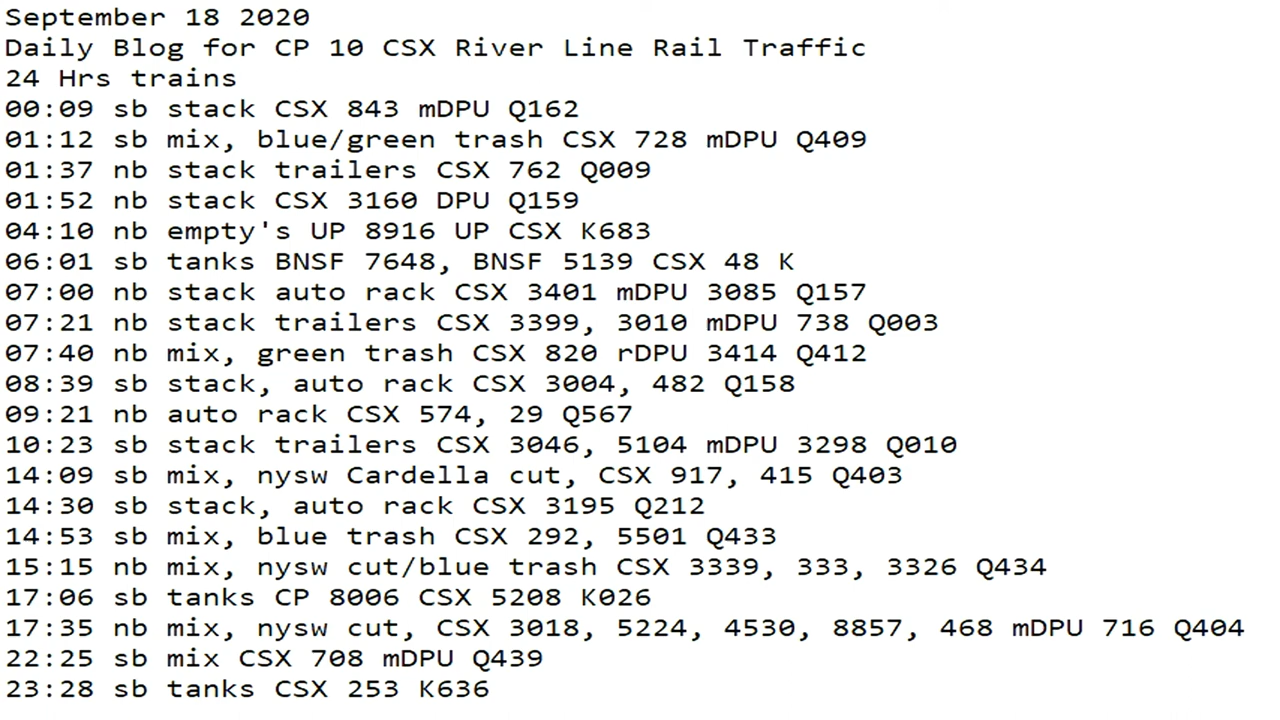 September 18 2020
Daily Blog for CP 10 CSX River Line Rail Traffic
24 Hrs trains
00:09 sb stack CSX 843 mDPU Q162
01:12 sb mix, blue/green trash CSX 728 mDPU Q409
01:37 nb stack trailers CSX 762 Q009
01:52 nb stack CSX 3160 DPU Q159
04:10 nb empty's UP 8916 UP CSX K683
06:01 sb tanks BNSF 7648, BNSF 5139 CSX 48 K
07:00 nb stack auto rack CSX 3401 mDPU 3085 Q157
07:21 nb stack trailers CSX 3399, 3010 mDPU 738 Q003
07:40 nb mix, green trash CSX 820 rDPU 3414 Q412
08:39 sb stack, auto rack CSX 3004, 482 Q158
09:21 nb auto rack CSX 574, 29 Q567
10:23 sb stack trailers CSX 3046, 5104 mDPU 3298 Q010
14:09 sb mix, nysw Cardella cut, CSX 917, 415 Q403
14:30 sb stack, auto rack CSX 3195 Q212
14:53 sb mix, blue trash CSX 292, 5501 Q433
15:15 nb mix, nysw cut/blue trash CSX 3339, 333, 3326 Q434
17:06 sb tanks CP 8006 CSX 5208 K026
17:35 nb mix, nysw cut, CSX 3018, 5224, 4530, 8857, 468 mDPU 716 Q404
22:25 sb mix CSX 708 mDPU Q439
23:28 sb tanks CSX 253 K636